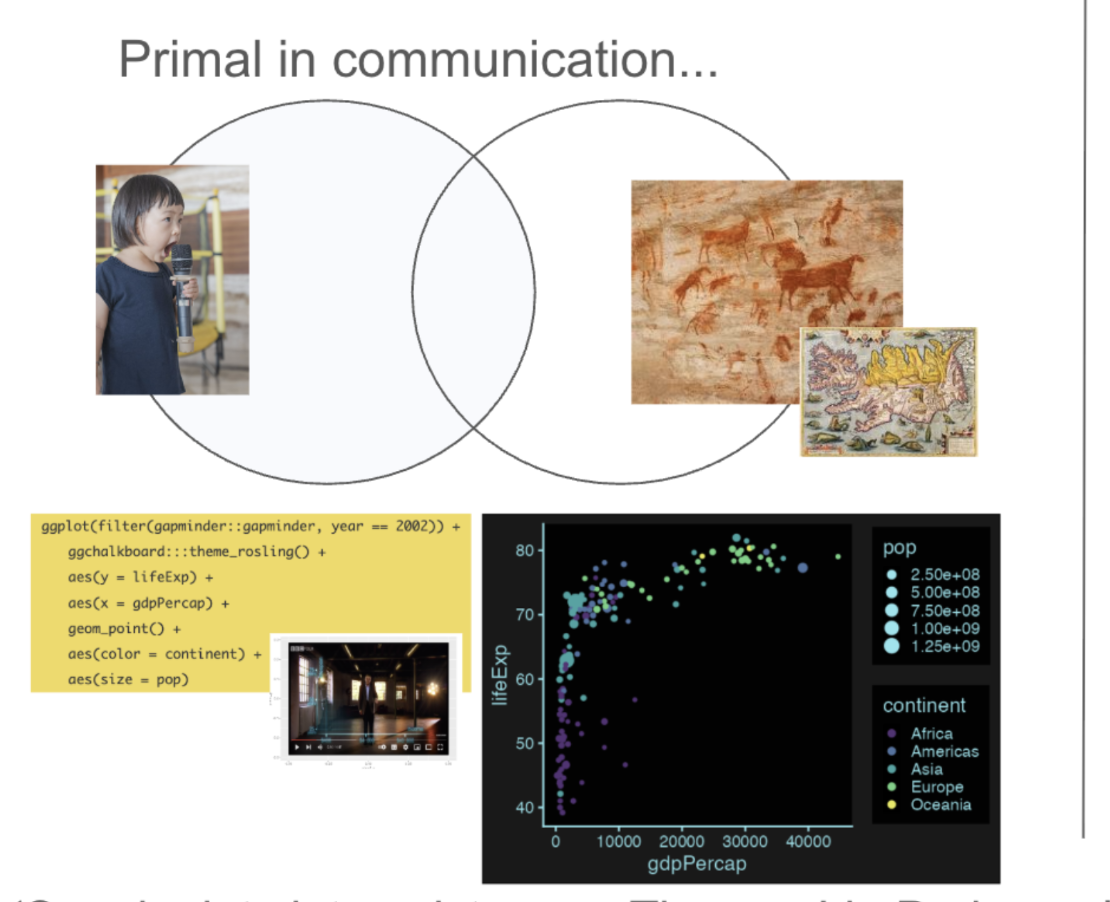 Primal in communication...
ggplot(filter(gapminder::gapminder, year == 2002)) +
ggchalkboard:::theme_rosling() +
aes(y = lifeExp) +
aes(x = gdpPercap) +
geom_point() +
aes(color = continent) +
aes(size = pop)
80
70
60
50
40
lifeExp
0 10000 20000 30000 40000
gdpPercap
pop
2.50e+08
5.00e+08
7.50e+08
1.00e+09
1.25e+09
continent
Africa
Americas
Asia
Europe
Oceania